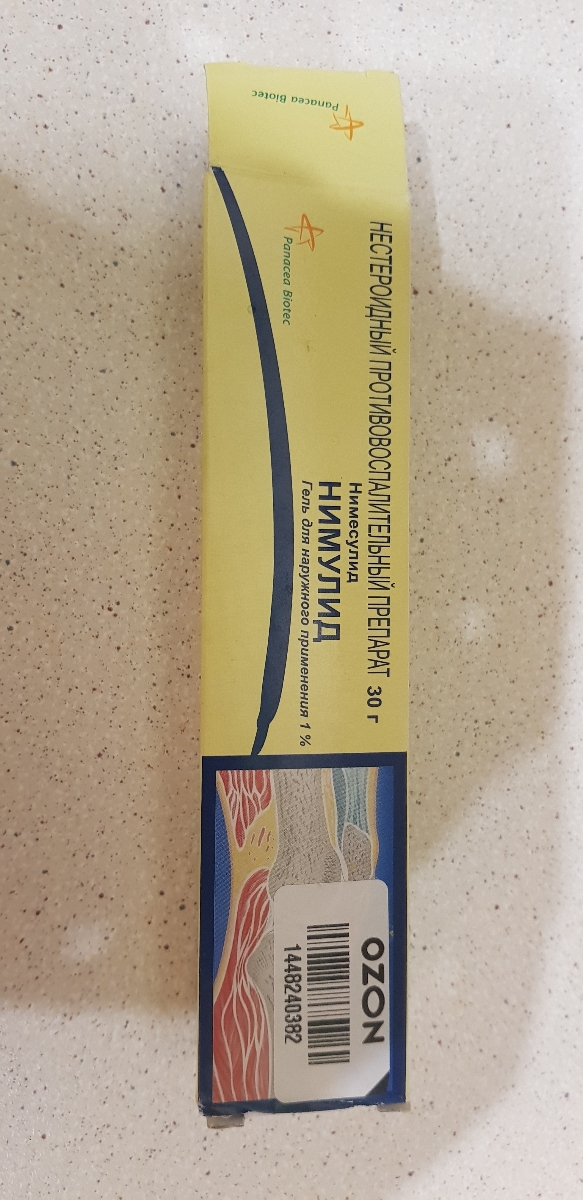 Panacea Biotec
Panacea Biotec
НЕСТЕРОИДНЫЙ ПРОТИВОВОСПАЛИТЕЛЬНЫЙ ПРЕПАРАТ 30 г
Нимесулид
НИМУЛИД
Гель для наружного применения 1 %
OZON
1448240382